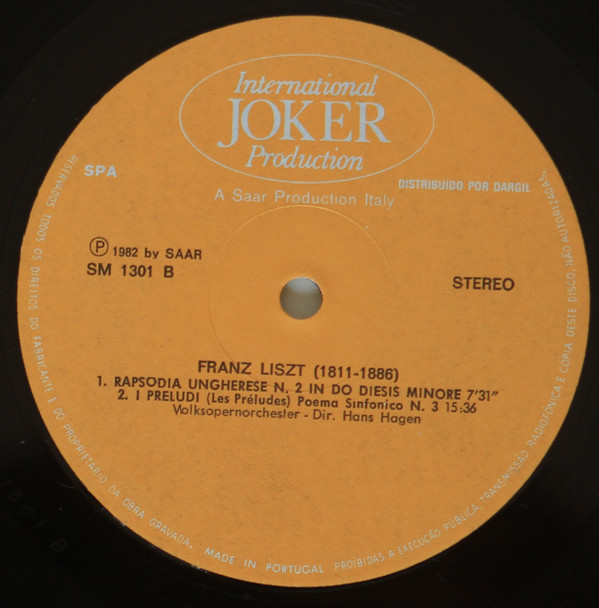 International
JOKER
Production
SPA
DISTRIBUÍDO POR DARGIL
A Saar Production Italy
Ⓟ 1982 by SAAR
SM 1301 B
STEREO
FRANZ LISZT (1811-1886)
1. RAPSODIA UNGHERESE N. 2 IN DO DIESIS MINORE 7'31"
2. I PRELUDI (Les Préludes) Poema Sinfonico N. 3 15:36
Volksopernorchester - Dir. Hans Hagen
RESERVADOS TODOS OS DIREITOS DO FABRICANTE E DO PROPRIETARIO DA OBRA GRAVADA. MADE IN PORTUGAL PROÍBIDAS A EXECUÇÃO PÚBLICA, TRANSMISSÃO RADIOFÓNICA E CÓPIA DESTE DISCO, NÃO AUTORIZADAS.
1301 B